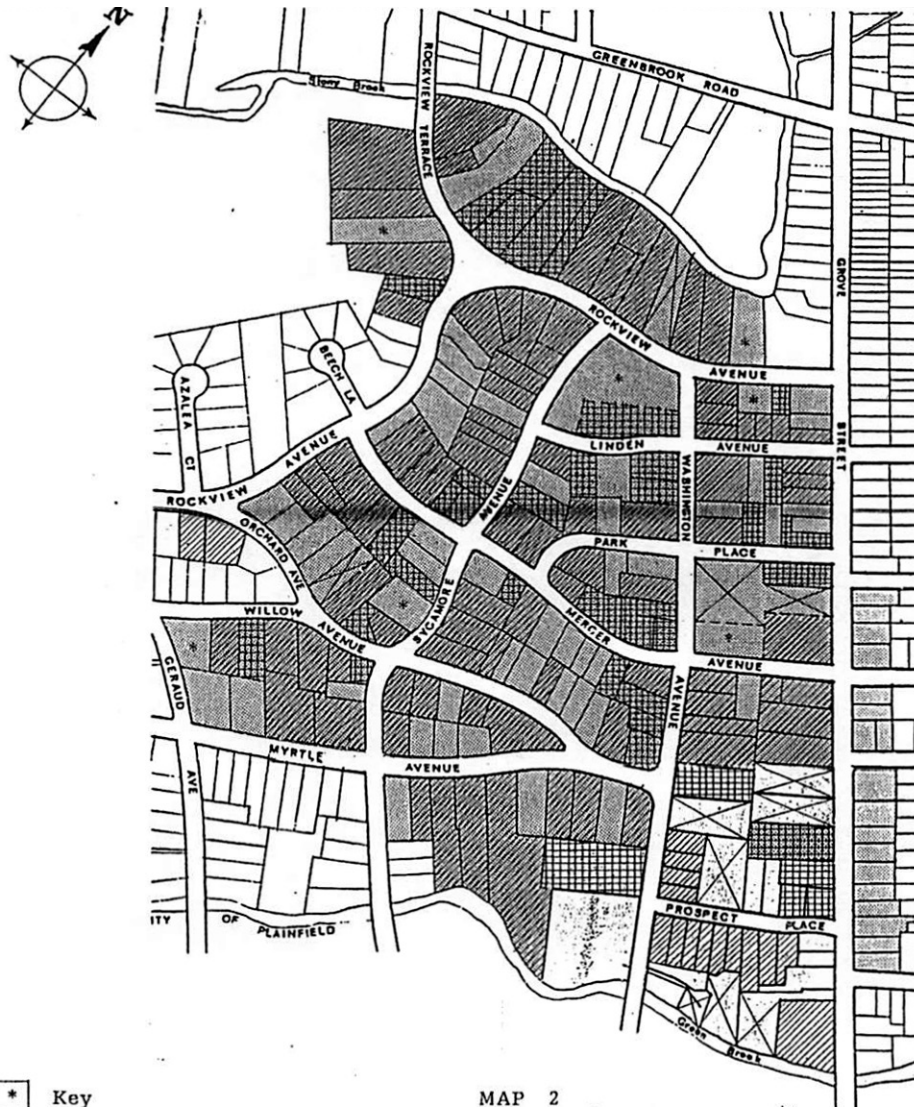 N
Stony Brook
ROCKVIEW TERRACE
GREENBROOK ROAD
GROVE STREET
ROCKVIEW AVENUE
BEECH LA
AZALEA CT
LINDEN AVENUE
WASHINGTON AVENUE
ROCKVIEW AVENUE
ORCHARD AVE
SYCAMORE AVENUE
PARK PLACE
WILLOW AVENUE
MERCER AVENUE
GERAUD AVE
MYRTLE AVENUE
PROSPECT PLACE
ITY OF PLAINFIELD
Green Brook
* Key
MAP 2